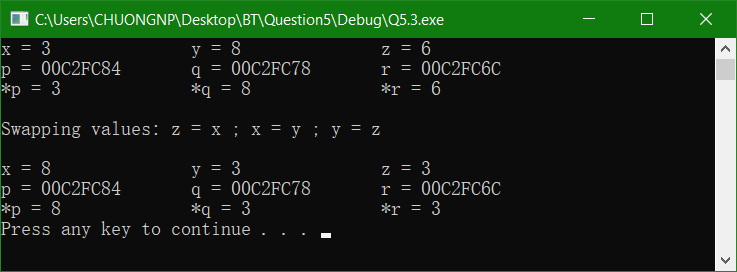 C:\Users\CHUONGNP\Desktop\BT\Question5\Debug\Q5.3.exe
x = 3 y = 8 z = 6
p = 00C2FC84 q = 00C2FC78 r = 00C2FC6C
*p = 3 *q = 8 *r = 6
Swapping values: z = x ; x = y ; y = z
x = 8 y = 3 z = 3
p = 00C2FC84 q = 00C2FC78 r = 00C2FC6C
*p = 8 *q = 3 *r = 3
Press any key to continue . . .